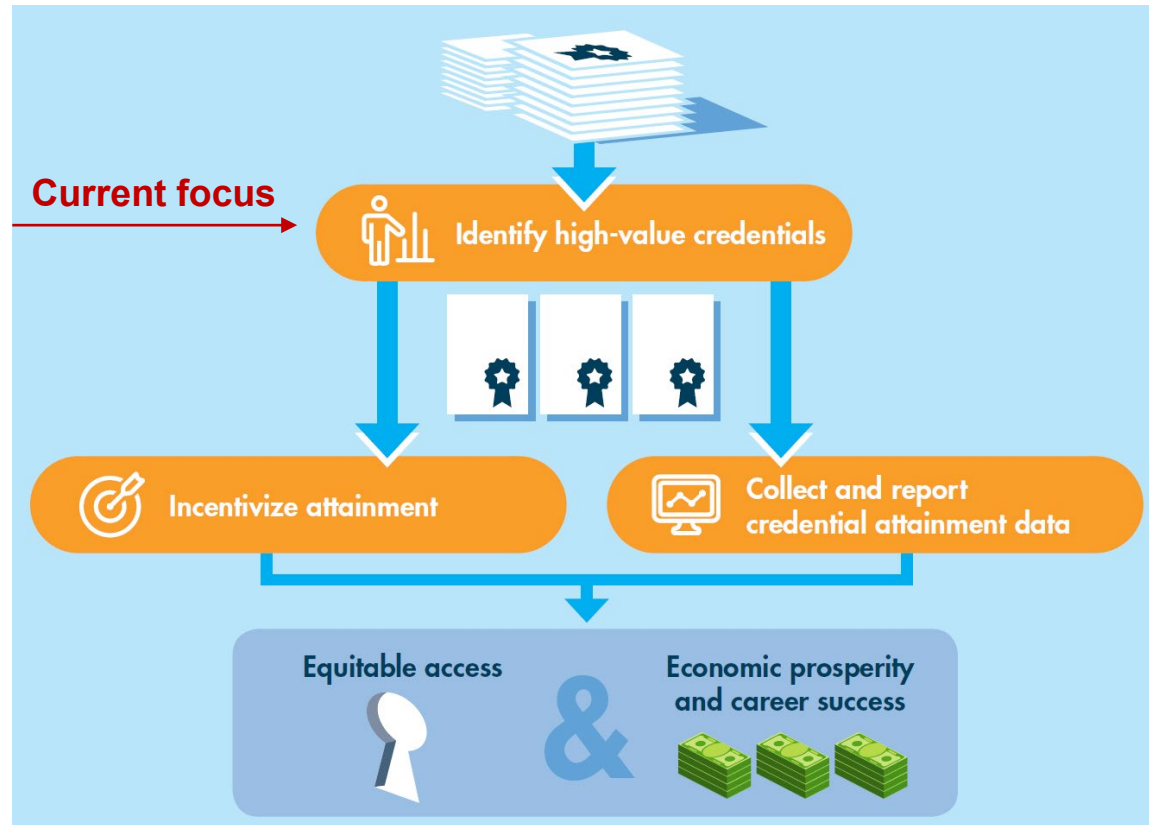 Current focus
Identify high-value credentials
Incentivize attainment
Collect and report
credential attainment data
Equitable access
&
Economic prosperity
and career success